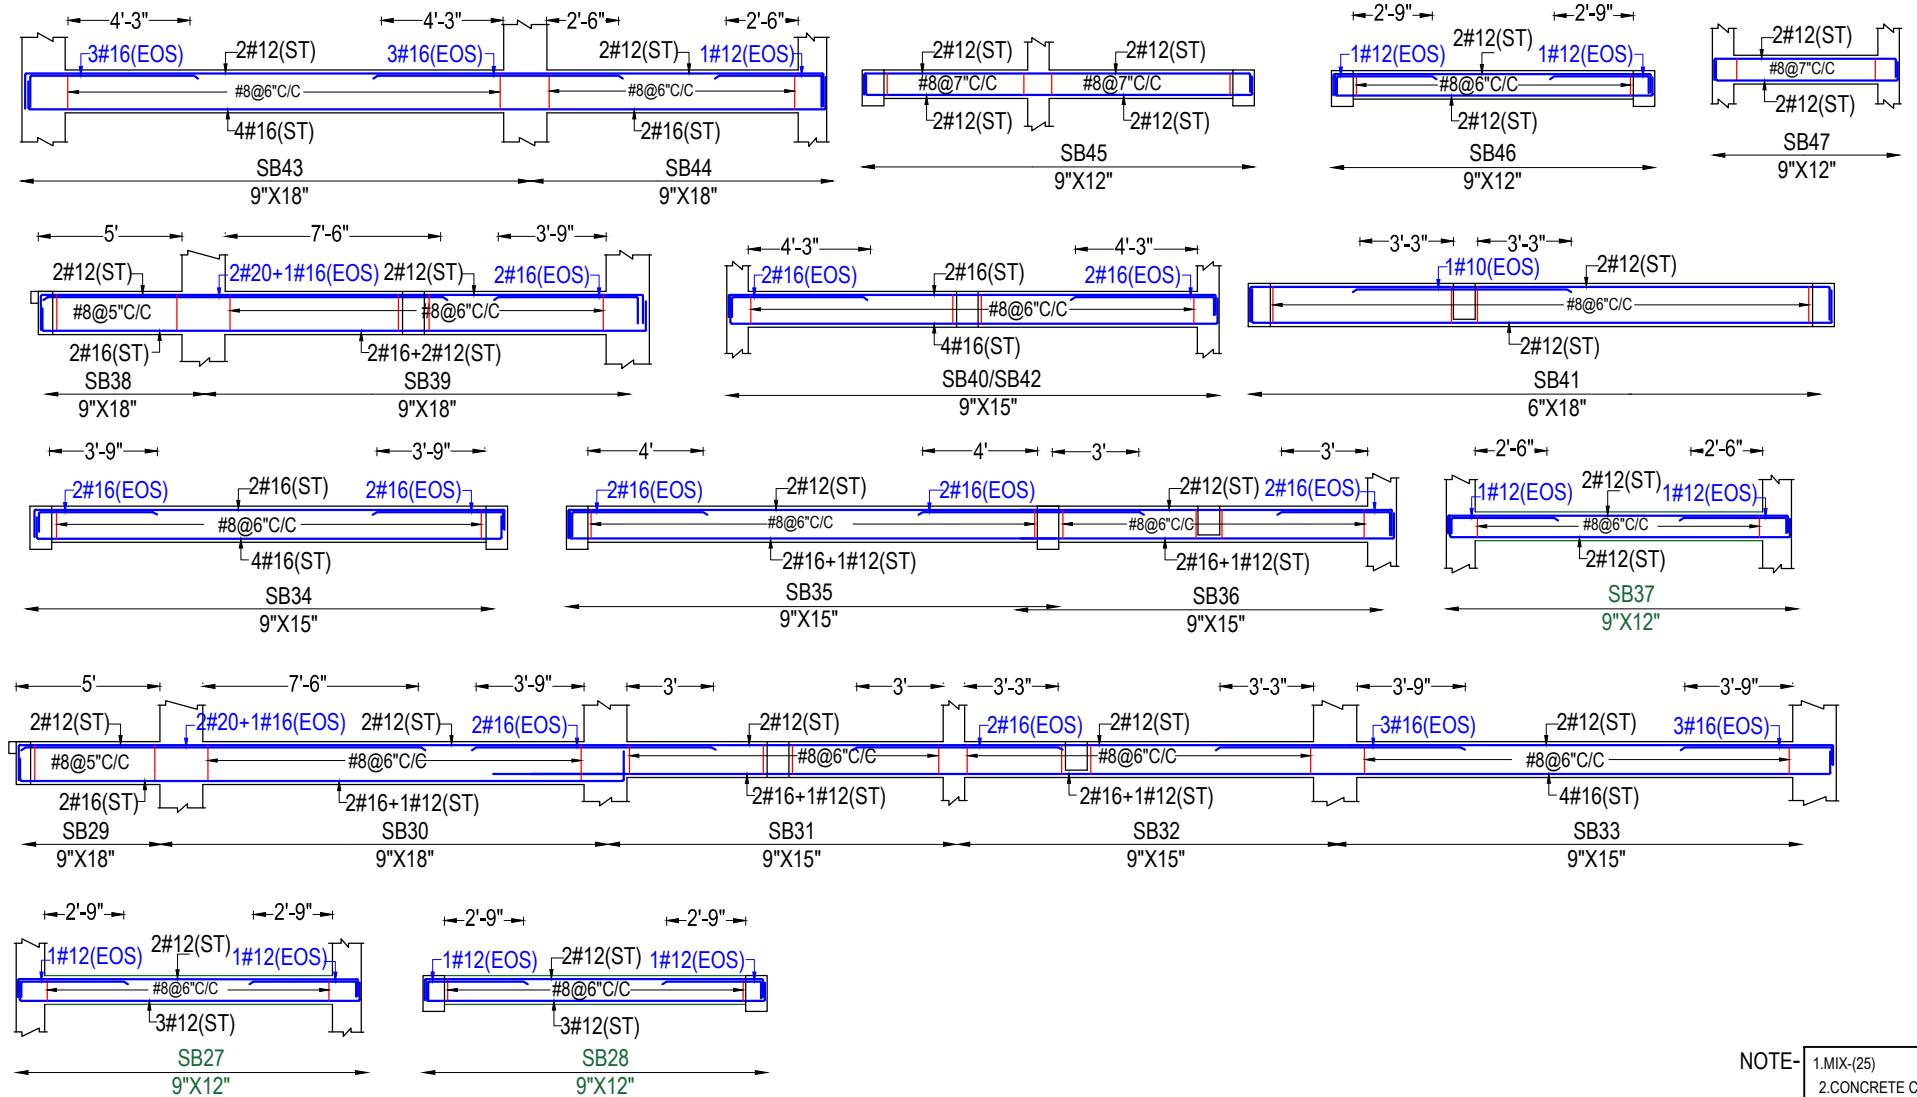 4'-3" 4'-3" 2'-6" 2'-6"
3#16(EOS) 2#12(ST) 3#16(EOS) 2#12(ST) 1#12(EOS)
#8@6"C/C #8@6"C/C
4#16(ST) 2#16(ST)
SB43 SB44
9"X18" 9"X18"
2#12(ST) 2#12(ST)
#8@7"C/C #8@7"C/C
2#12(ST) 2#12(ST)
SB45
9"X12"
2'-9" 2'-9"
1#12(EOS) 2#12(ST) 1#12(EOS)
#8@6"C/C
2#12(ST)
SB46
9"X12"
2#12(ST)
#8@7"C/C
2#12(ST)
SB47
9"X12"
5' 7'-6" 3'-9"
2#12(ST) 2#20+1#16(EOS) 2#12(ST) 2#16(EOS)
#8@5"C/C #8@6"C/C
2#16(ST) 2#16+2#12(ST)
SB38 SB39
9"X18" 9"X18"
4'-3" 4'-3"
2#16(EOS) 2#16(ST) 2#16(EOS)
#8@6"C/C
4#16(ST)
SB40/SB42
9"X15"
3'-3" 3'-3"
1#10(EOS) 2#12(ST)
#8@6"C/C
2#12(ST)
SB41
6"X18"
3'-9" 3'-9"
2#16(EOS) 2#16(ST) 2#16(EOS)
#8@6"C/C
4#16(ST)
SB34
9"X15"
4' 4' 3' 3'
2#16(EOS) 2#12(ST) 2#16(EOS) 2#12(ST) 2#16(EOS)
#8@6"C/C #8@6"C/C
2#16+1#12(ST) 2#16+1#12(ST)
SB35 SB36
9"X15" 9"X15"
2'-6" 2'-6"
1#12(EOS) 2#12(ST) 1#12(EOS)
#8@6"C/C
2#12(ST)
SB37
9"X12"
5' 7'-6" 3'-9" 3' 3' 3'-3" 3'-3" 3'-9" 3'-9"
2#12(ST) 2#20+1#16(EOS) 2#12(ST) 2#16(EOS) 2#12(ST) 2#16(EOS) 2#12(ST) 3#16(EOS) 2#12(ST) 3#16(EOS)
#8@5"C/C #8@6"C/C #8@6"C/C #8@6"C/C #8@6"C/C
2#16(ST) 2#16+1#12(ST) 2#16+1#12(ST) 2#16+1#12(ST) 4#16(ST)
SB29 SB30 SB31 SB32 SB33
9"X18" 9"X18" 9"X15" 9"X15" 9"X15"
2'-9" 2'-9"
1#12(EOS) 2#12(ST) 1#12(EOS)
#8@6"C/C
3#12(ST)
SB27
9"X12"
2'-9" 2'-9"
1#12(EOS) 2#12(ST) 1#12(EOS)
#8@6"C/C
3#12(ST)
SB28
9"X12"
NOTE- 1.MIX-(25)
2.CONCRETE C